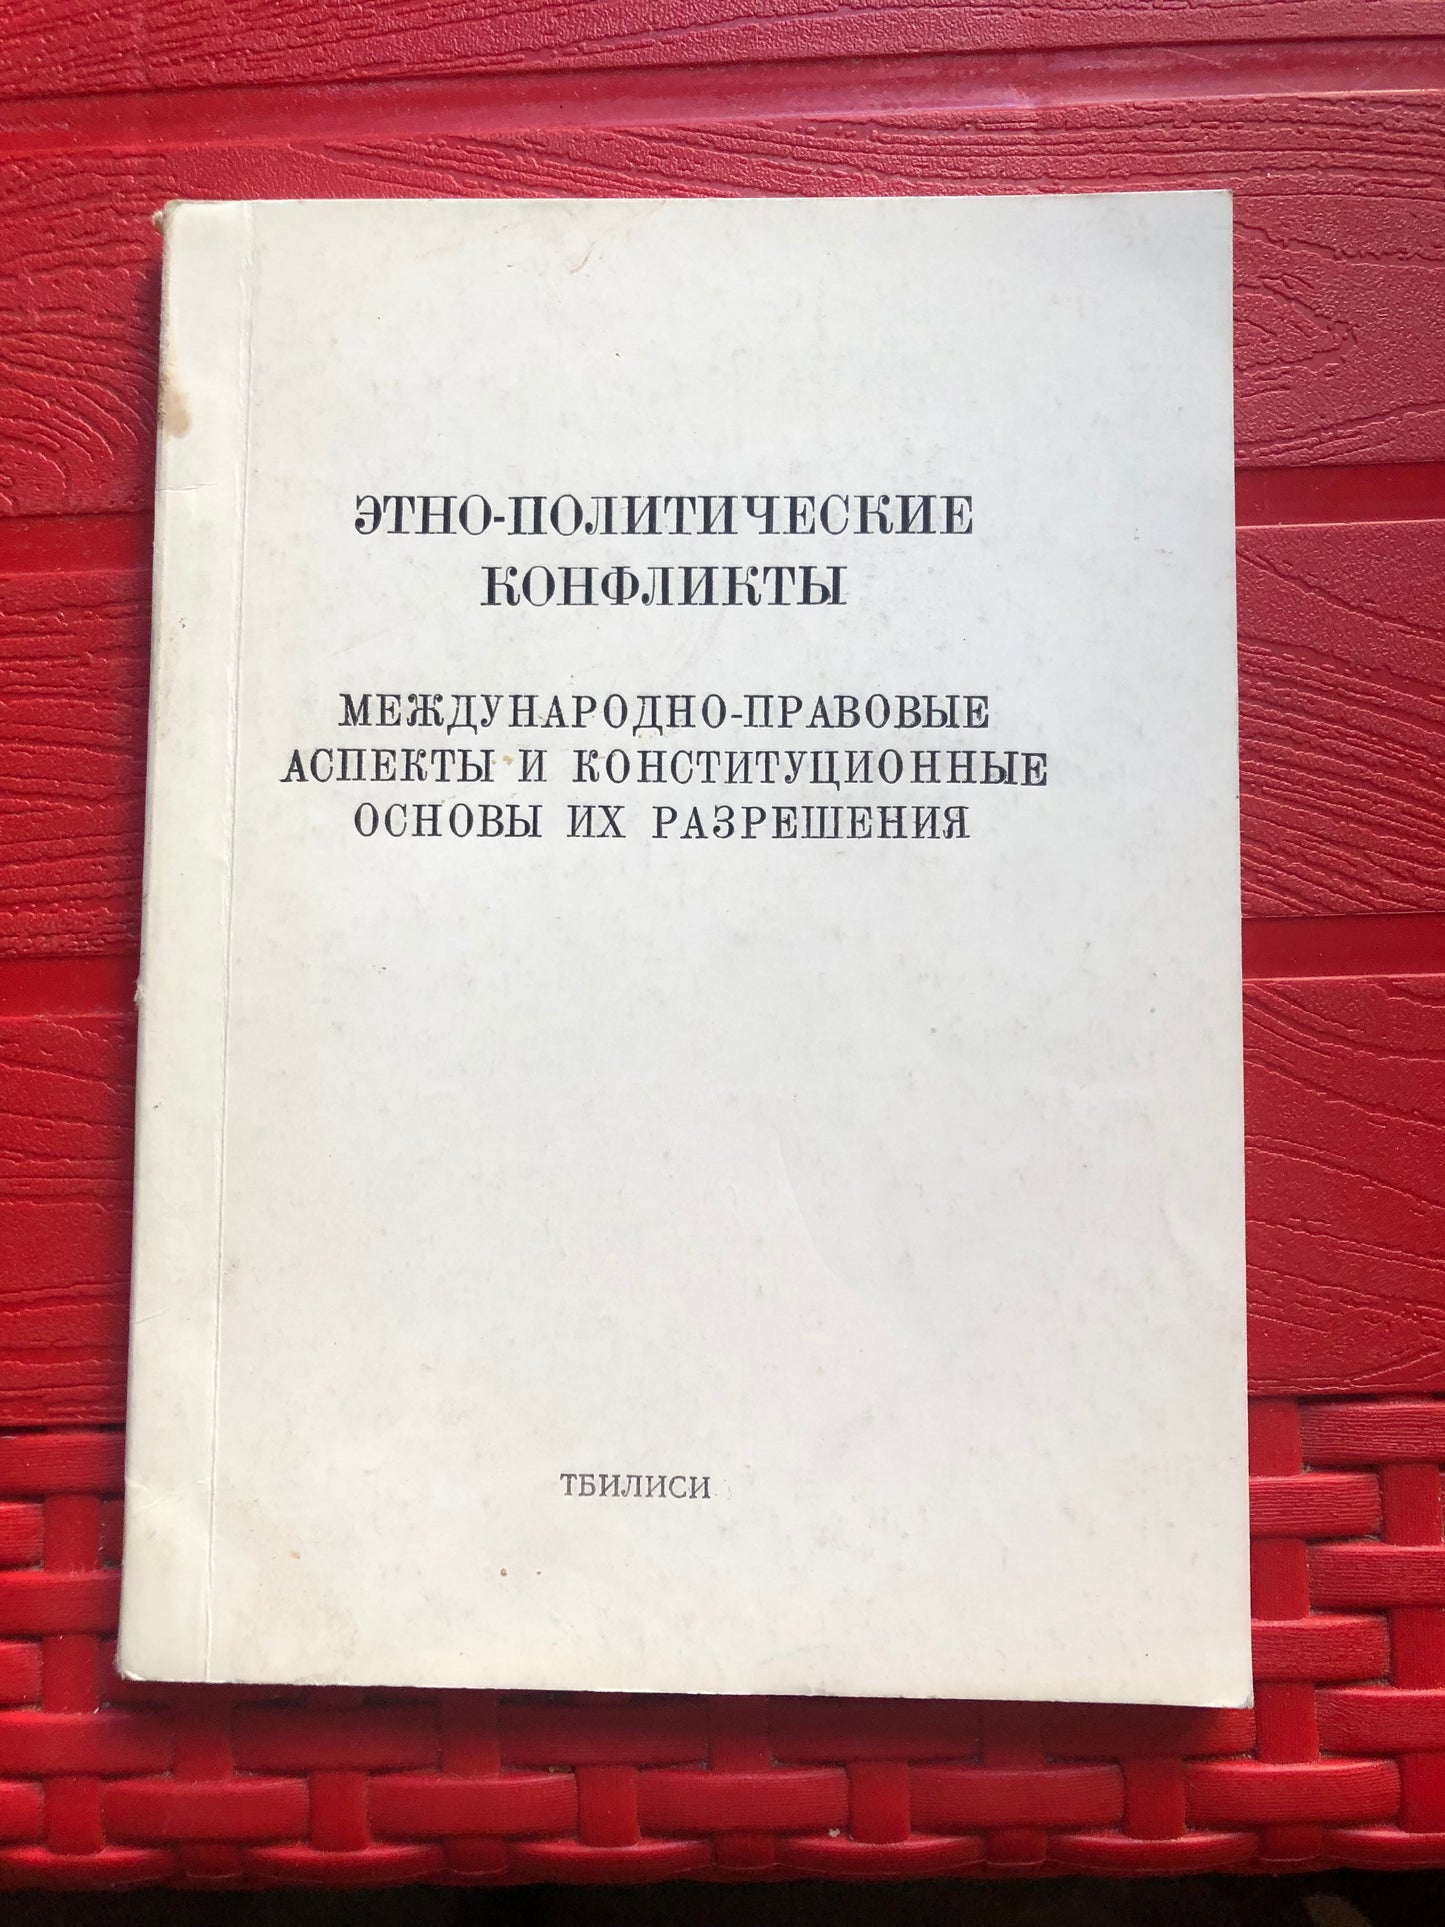 ЭТНО-ПОЛИТИЧЕСКИЕ
КОНФЛИКТЫ
МЕЖДУНАРОДНО-ПРАВОВЫЕ
АСПЕКТЫ И КОНСТИТУЦИОННЫЕ
ОСНОВЫ ИХ РАЗРЕШЕНИЯ
ТБИЛИСИ